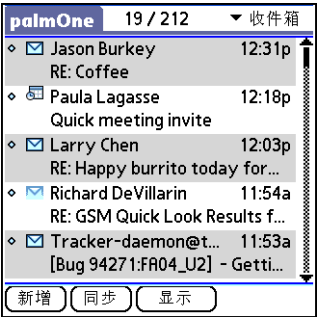 palmOne 19 / 212 收件箱
Jason Burkey 12:31p
RE: Coffee
Paula Lagasse 12:18p
Quick meeting invite
Larry Chen 12:03p
RE: Happy burrito today for...
Richard DeVillarin 11:54a
RE: GSM Quick Look Results f...
Tracker-daemon@t... 11:53a
[Bug 94271:FA04_U2] - Getti...
新增 同步 显示